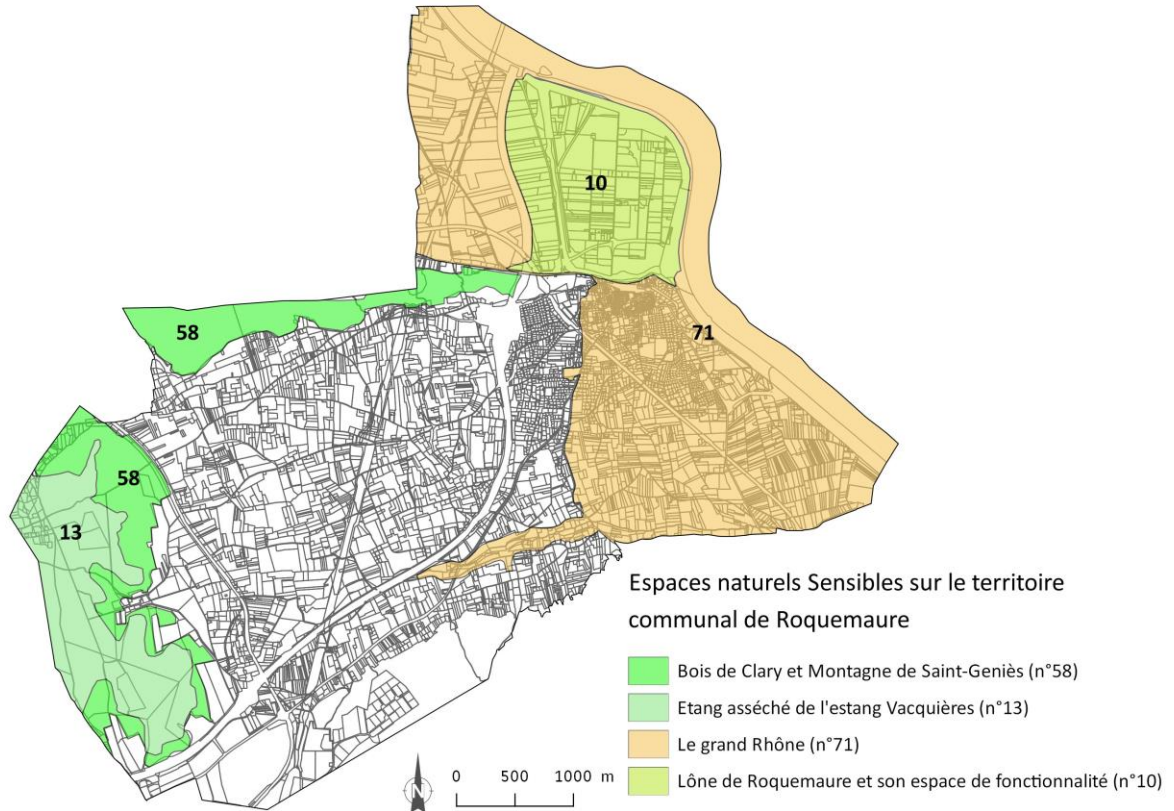 10
58
71
58
13
Espaces naturels Sensibles sur le territoire
communal de Roquemaure
Bois de Clary et Montagne de Saint-Geniès (n°58)
Etang asséché de l'estang Vacquières (n°13)
Le grand Rhône (n°71)
Lône de Roquemaure et son espace de fonctionnalité (n°10)
N
0 500 1000 m